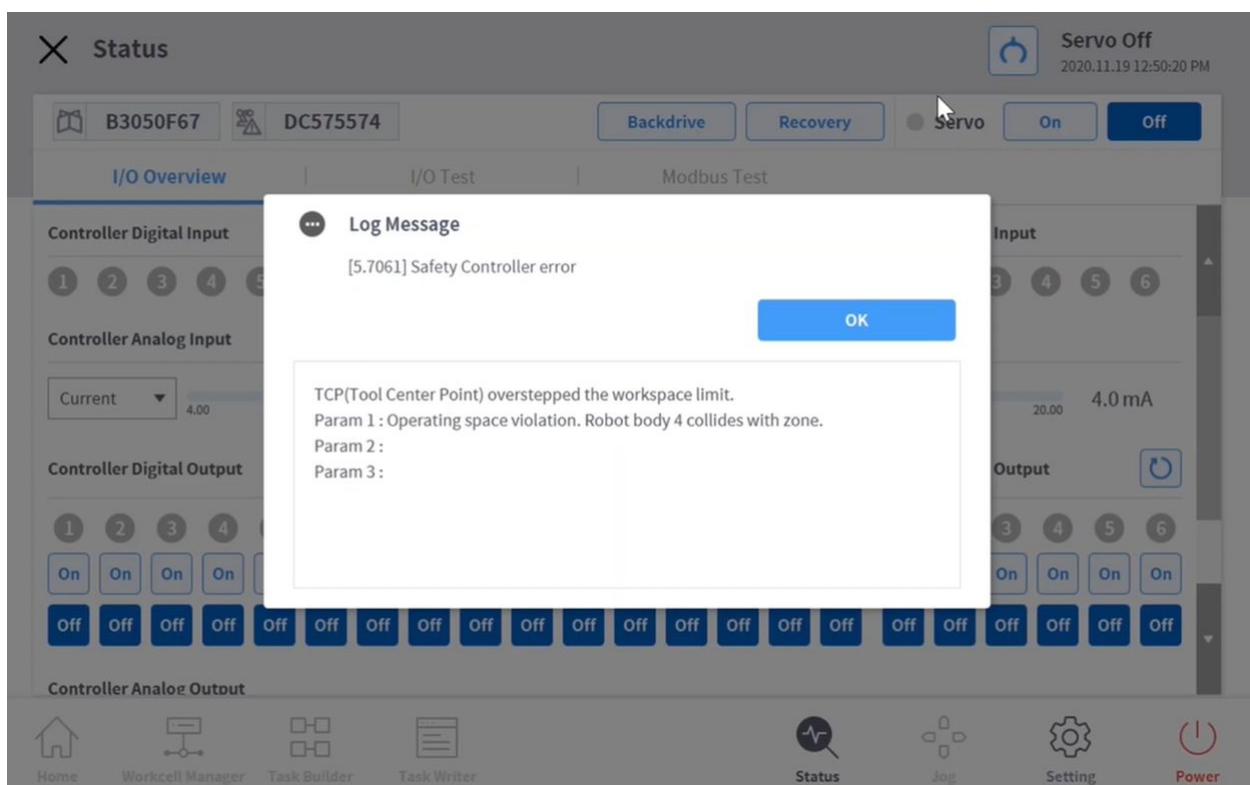 Status
Servo Off
2020.11.19 12:50:20 PM
B3050F67
DC575574
Backdrive
Recovery
Servo
On
Off
I/O Overview
I/O Test
Modbus Test
Controller Digital Input
Input
1 2 3 4 5
3 4 5 6
Log Message
[5.7061] Safety Controller error
OK
Controller Analog Input
Current
4.00
20.00
4.0 mA
TCP(Tool Center Point) overstepped the workspace limit.
Param 1 : Operating space violation. Robot body 4 collides with zone.
Param 2 :
Param 3 :
Controller Digital Output
Output
1 2 3 4
3 4 5 6
On On On On
On On On On
Off Off Off Off Off Off Off Off Off Off Off Off Off Off Off Off Off Off Off Off Off Off
Controller Analog Output
Home
Workcell Manager
Task Builder
Task Writer
Status
Jog
Setting
Power